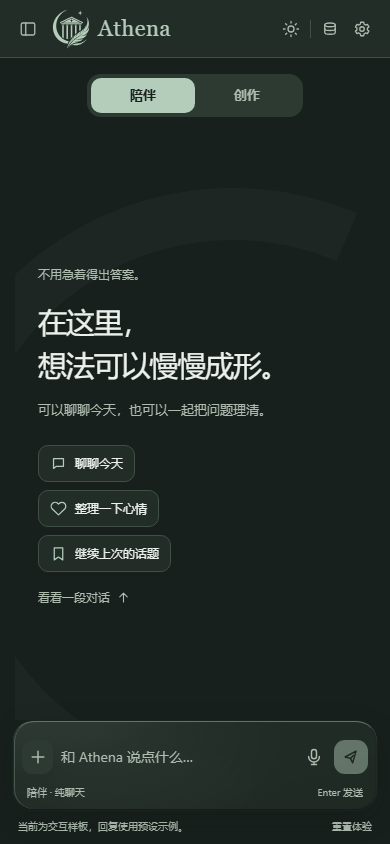 Athena
陪伴
创作
不用急着得出答案。
在这里，
想法可以慢慢成形。
可以聊聊今天，也可以一起把问题理清。
聊聊今天
整理一下心情
继续上次的话题
看看一段对话 ↑
和 Athena 说点什么...
陪伴 · 纯聊天
Enter 发送
当前为交互样板，回复使用预设示例。
重置体验